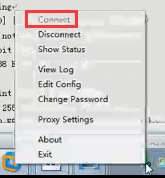 Connect
Disconnect
Show Status
View Log
Edit Config
Change Password
Proxy Settings
About
Exit